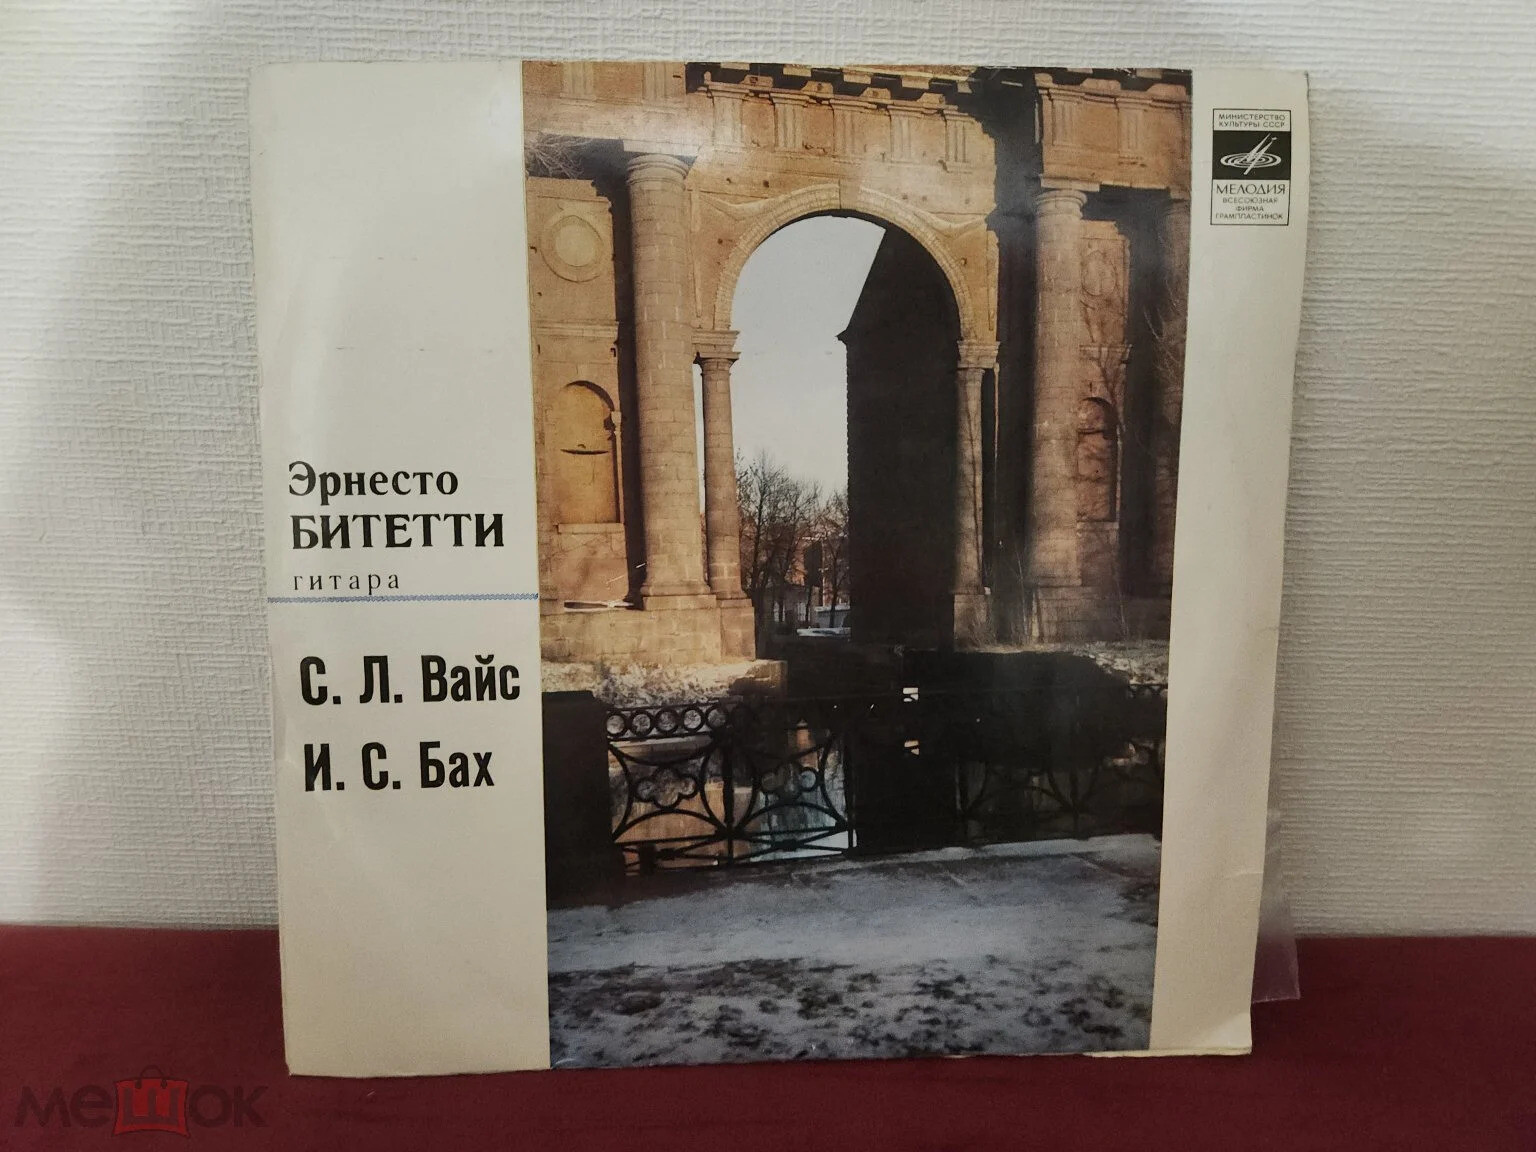 Эрнесто
БИТЕТТИ
гитара
С. Л. Вайс
И. С. Бах
МИНИСТЕРСТВО
КУЛЬТУРЫ СССР
МЕЛОДИЯ
ВСЕСОЮЗНАЯ
ФИРМА
ГРАМПЛАСТИНОК
мешок